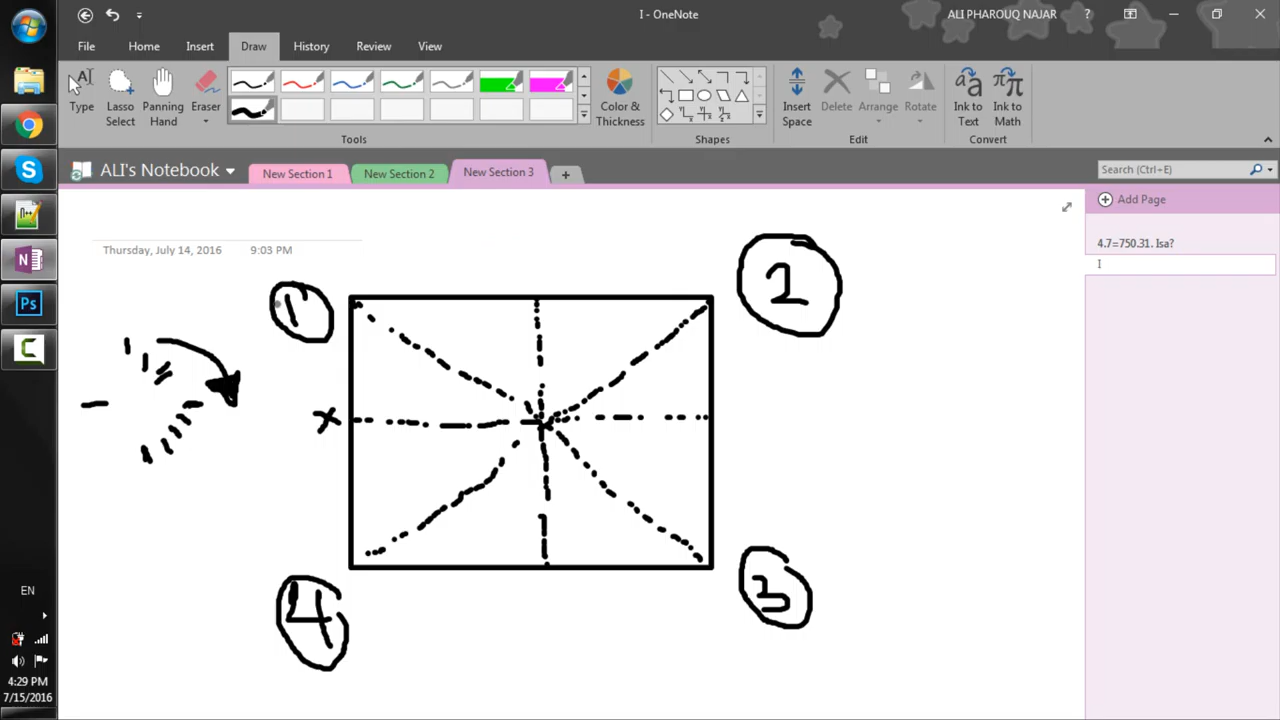 I - OneNote
ALI PHAROUQ NAJAR
?
File Home Insert Draw History Review View
Type
Lasso Select
Panning Hand
Eraser
Color & Thickness
Insert Space
Delete
Arrange
Rotate
Ink to Text
Ink to Math
Tools
Shapes
Edit
Convert
ALI's Notebook
New Section 1
New Section 2
New Section 3
Search (Ctrl+E)
Add Page
4.7=750.31. Isa?
I
Thursday, July 14, 2016 9:03 PM
1
2
x
4
3
N
Ps
C
EN
4:29 PM
7/15/2016